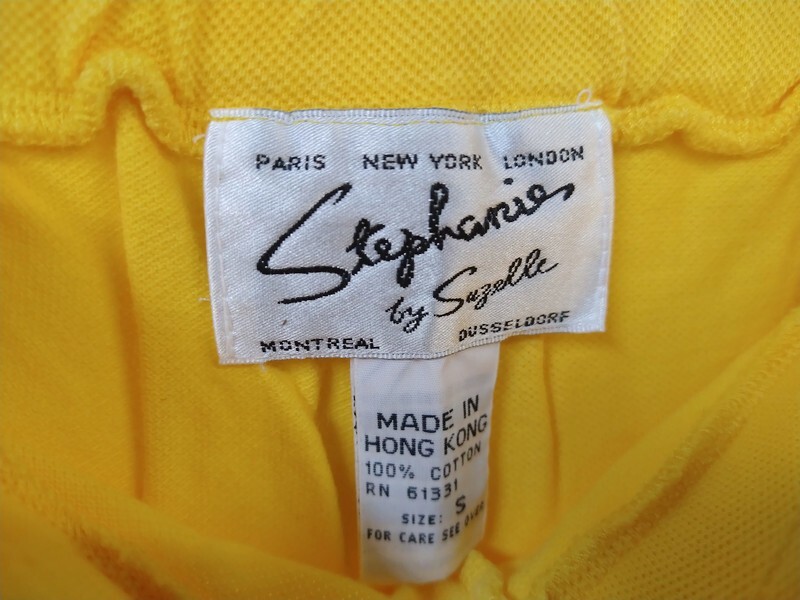 PARIS NEW YORK LONDON
Stephanie
by Suzelle
MONTREAL DUSSELDORF
MADE IN
HONG KONG
100% COTTON
RN 61331
SIZE: S
FOR CARE SEE OVER